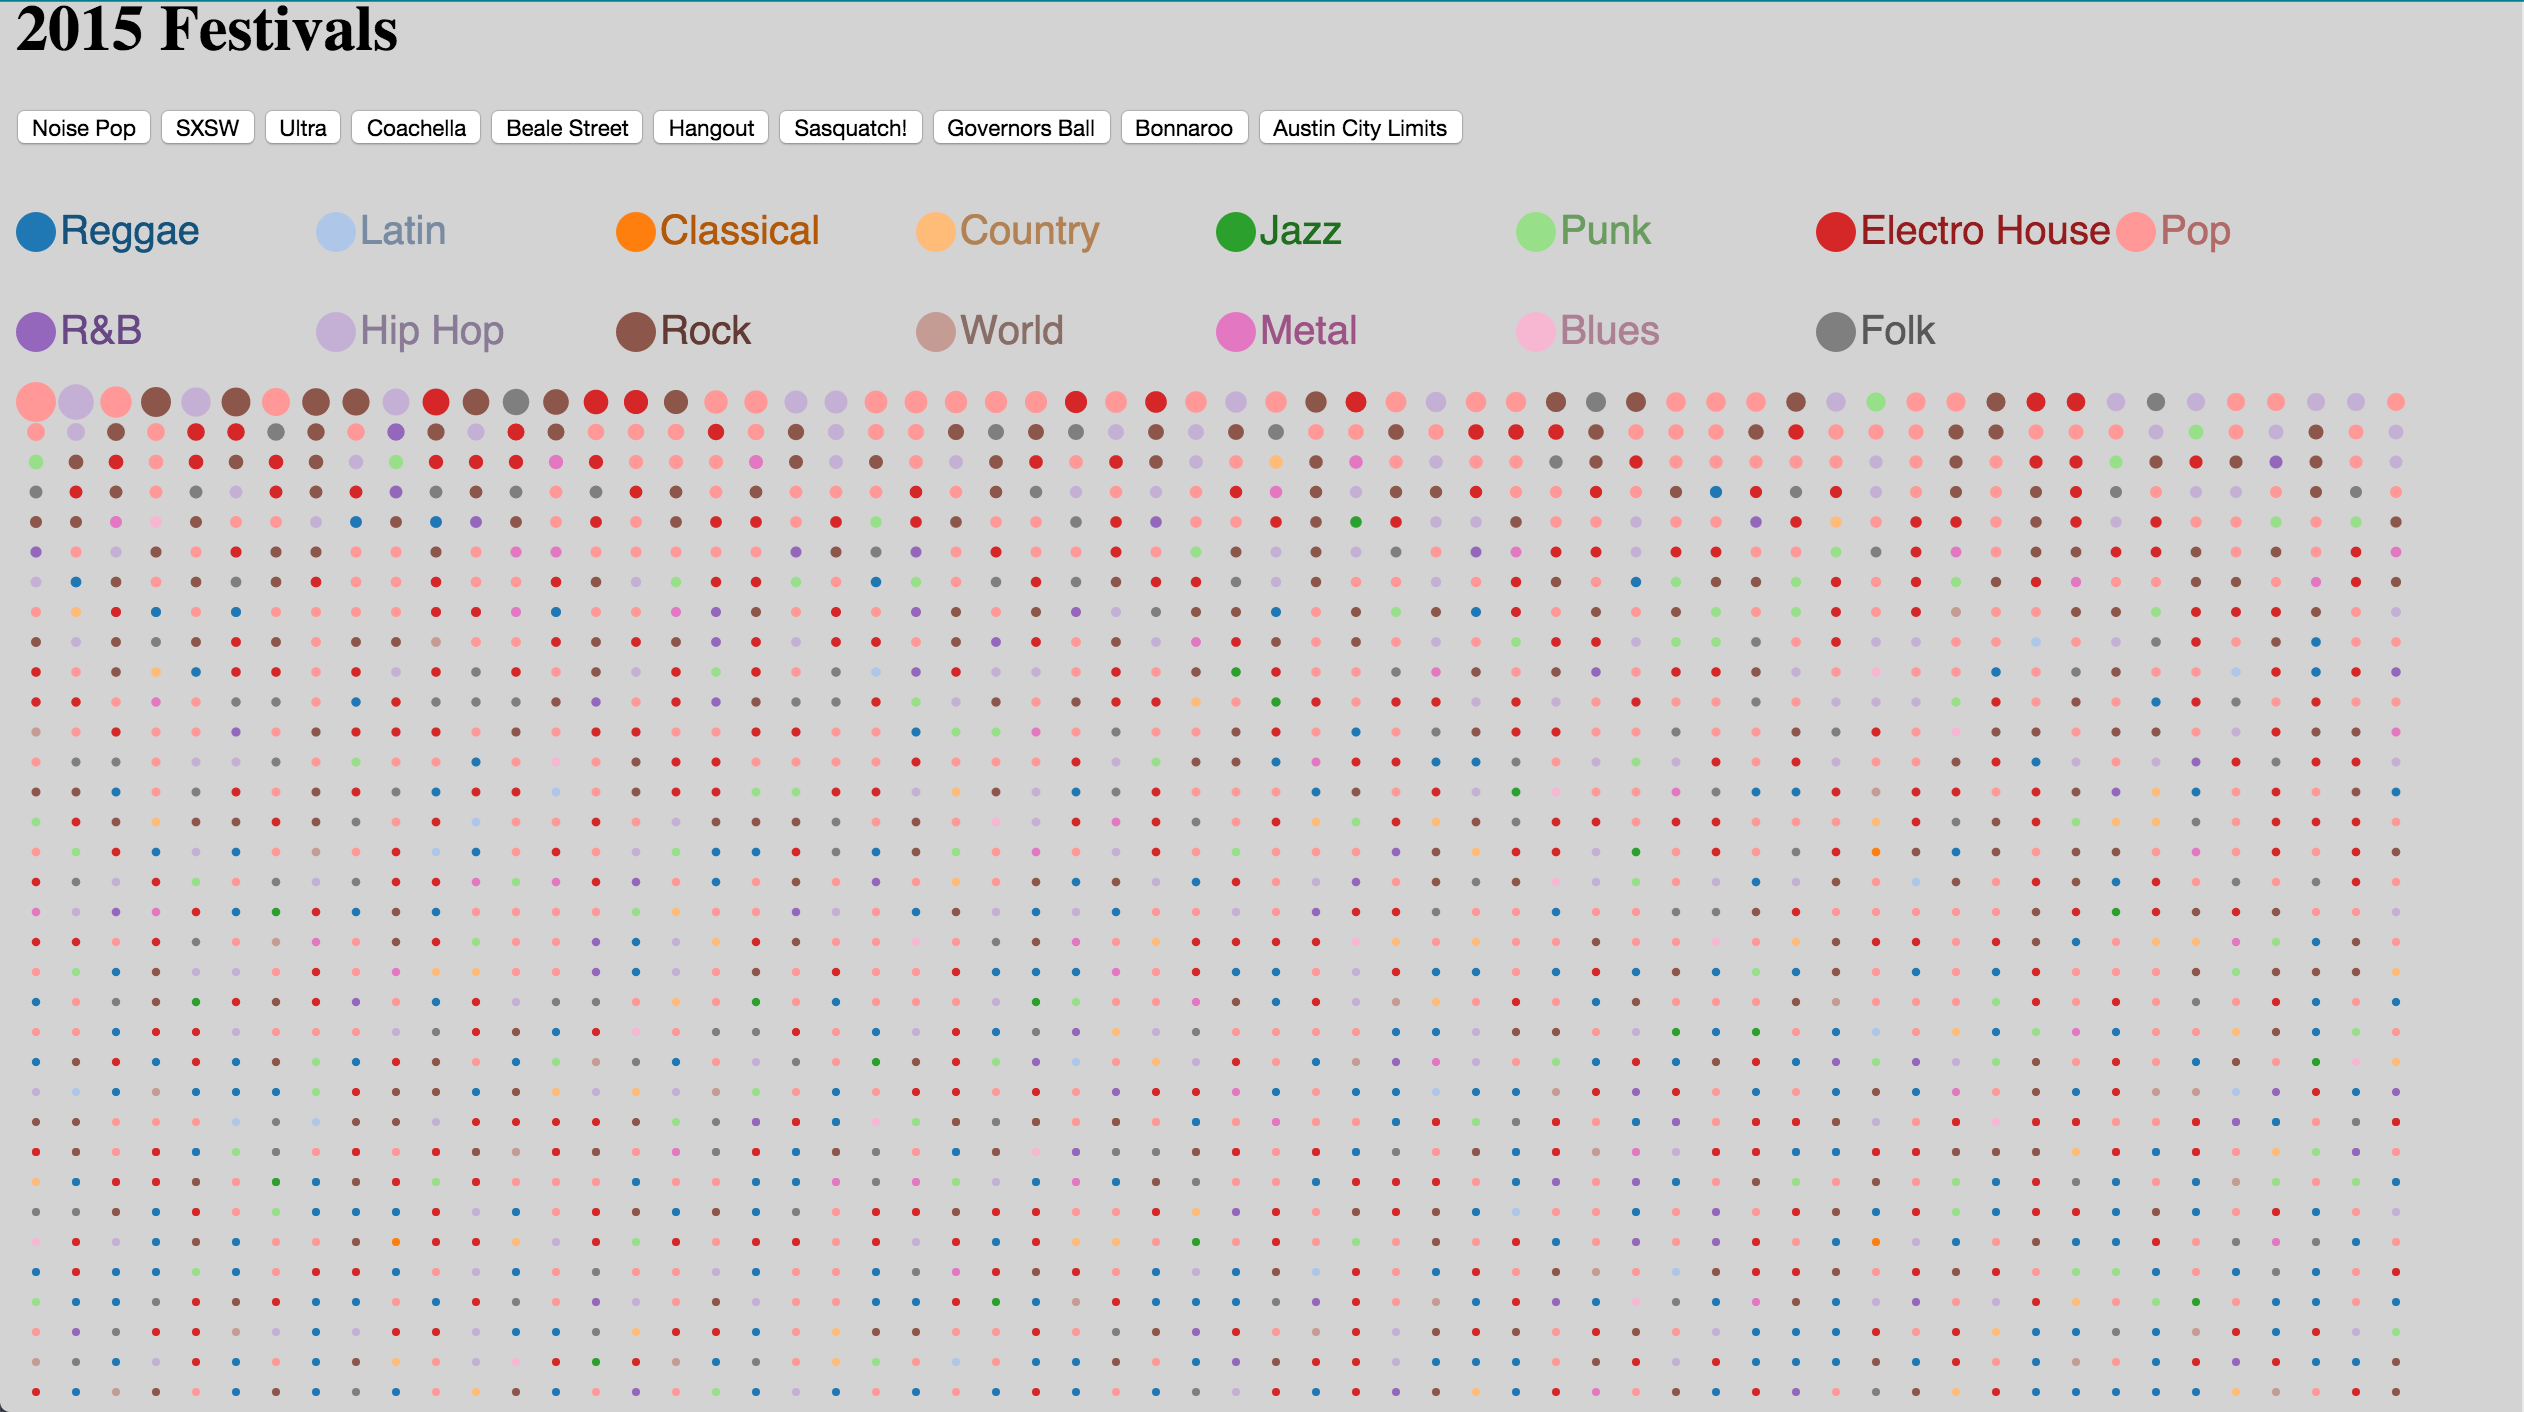 2015 Festivals
Noise Pop SXSW Ultra Coachella Beale Street Hangout Sasquatch! Governors Ball Bonnaroo Austin City Limits
Reggae Latin Classical Country Jazz Punk Electro House Pop
R&B Hip Hop Rock World Metal Blues Folk